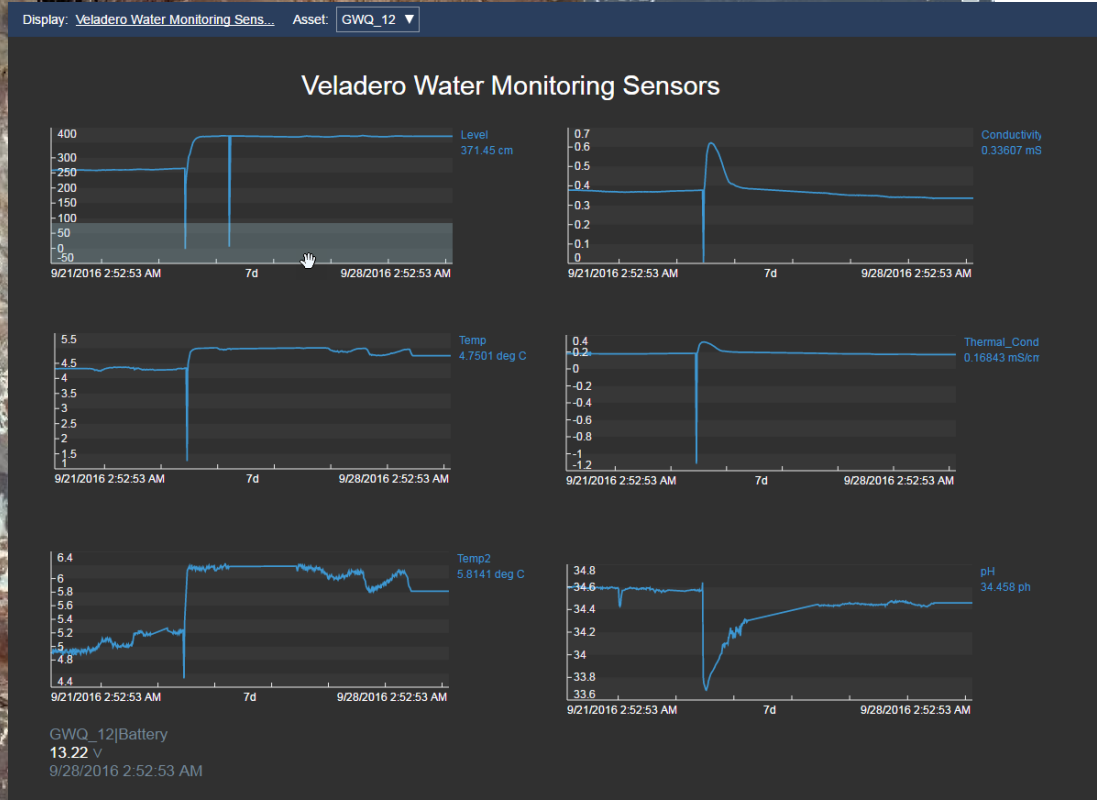 Display: Veladero Water Monitoring Sens... Asset: GWQ_12 ▼
Veladero Water Monitoring Sensors
400
300
250
200
150
100
50
0
-50
9/21/2016 2:52:53 AM 7d 9/28/2016 2:52:53 AM
Level
371.45 cm
0.7
0.6
0.5
0.4
0.3
0.2
0.1
0
9/21/2016 2:52:53 AM 7d 9/28/2016 2:52:53 AM
Conductivity
0.33607 mS
5.5
4.5
4
3.5
3
2.5
2
1.5
1
9/21/2016 2:52:53 AM 7d 9/28/2016 2:52:53 AM
Temp
4.7501 deg C
0.4
0.2
0
-0.2
-0.4
-0.6
-0.8
-1
-1.2
9/21/2016 2:52:53 AM 7d 9/28/2016 2:52:53 AM
Thermal_Cond
0.16843 mS/cm
6.4
6
5.8
5.6
5.4
5.2
5
4.8
4.4
9/21/2016 2:52:53 AM 7d 9/28/2016 2:52:53 AM
Temp2
5.8141 deg C
34.8
34.6
34.4
34.2
34
33.8
33.6
9/21/2016 2:52:53 AM 7d 9/28/2016 2:52:53 AM
pH
34.458 ph
GWQ_12|Battery
13.22 V
9/28/2016 2:52:53 AM